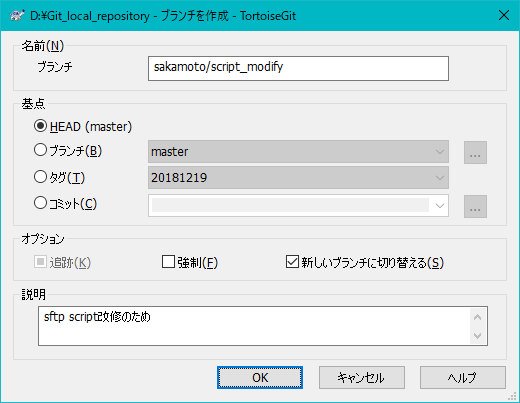 D:¥Git_local_repository - ブランチを作成 - TortoiseGit
名前(N)
ブランチ
sakamoto/script_modify
基点
HEAD (master)
ブランチ(B)
master
...
タグ(T)
20181219
コミット(C)
...
オプション
追跡(K)
強制(F)
新しいブランチに切り替える(S)
説明
sftp script改修のため
OK
キャンセル
ヘルプ